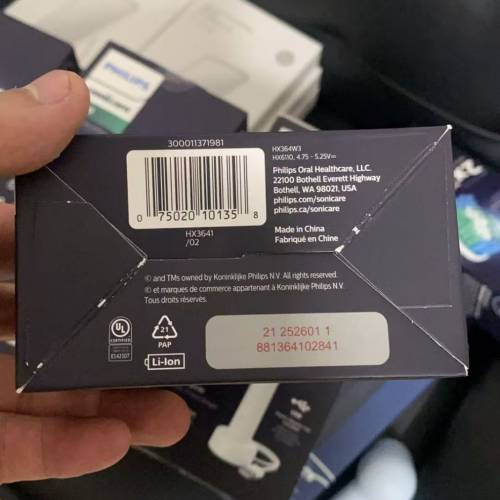 PHILIPS
300011371981
0 75020 10135 8
HX3641
/02
HX364W3
HX6110, 4.75 - 5.25V⎓
Philips Oral Healthcare, LLC.
22100 Bothell Everett Highway
Bothell, WA 98021, USA
philips.com/sonicare
philips.ca/sonicare
Made in China
Fabriqué en Chine
© and TMs owned by Koninklijke Philips N.V. All rights reserved.
© et marques de commerce appartenant à Koninklijke Philips N.V.
Tous droits réservés.
UL
CERTIFIED
E542307
21
PAP
Li-Ion
21 252601 1
881364102841